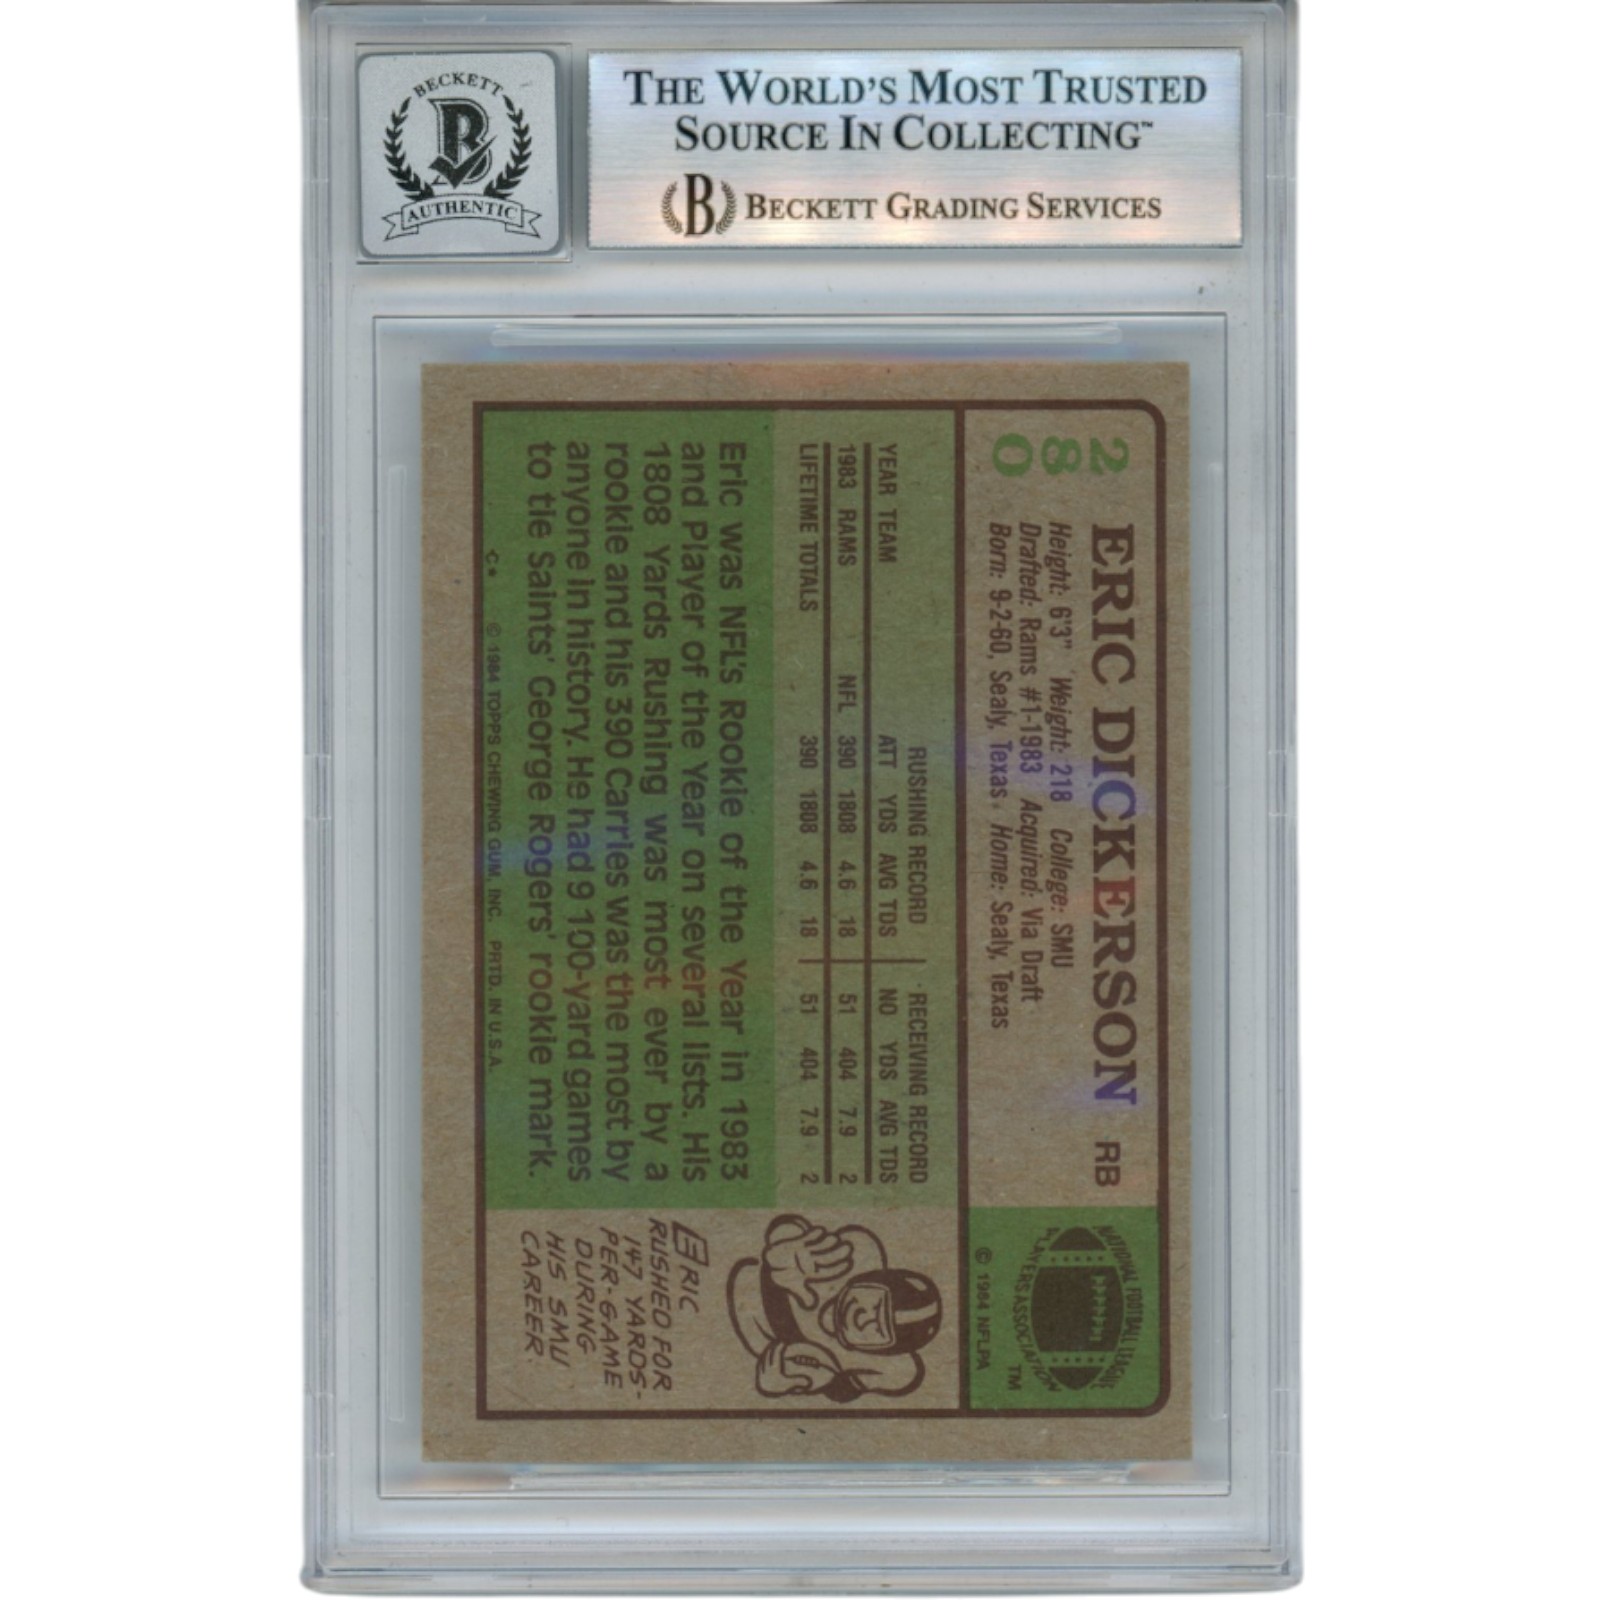 BECKETT
B
AUTHENTIC
THE WORLD'S MOST TRUSTED
SOURCE IN COLLECTING™
B BECKETT GRADING SERVICES
280
ERIC DICKERSON RB
Height: 6'3" Weight: 218 College: SMU
Drafted: Rams #1-1983 Acquired: Via Draft
Born: 9-2-60, Sealy, Texas. Home: Sealy, Texas
NATIONAL FOOTBALL LEAGUE
PLAYERS ASSOCIATION
TM
© 1984 NFLPA
RUSHING RECORD RECEIVING RECORD
YEAR TEAM ATT YDS AVG TDS NO YDS AVG TDS
1983 RAMS NFL 390 1808 4.6 18 51 404 7.9 2
LIFETIME TOTALS 390 1808 4.6 18 51 404 7.9 2
Eric was NFL's Rookie of the Year in 1983
and Player of the Year on several lists. His
1808 Yards Rushing was most ever by a
rookie and his 390 Carries was the most by
anyone in history. He had 9 100-yard games
to tie Saints' George Rogers' rookie mark.
C* © 1984 TOPPS CHEWING GUM, INC. PRTD. IN U.S.A.
ERIC
RUSHED FOR
147 YARDS-
PER-GAME
DURING
HIS SMU
CAREER.